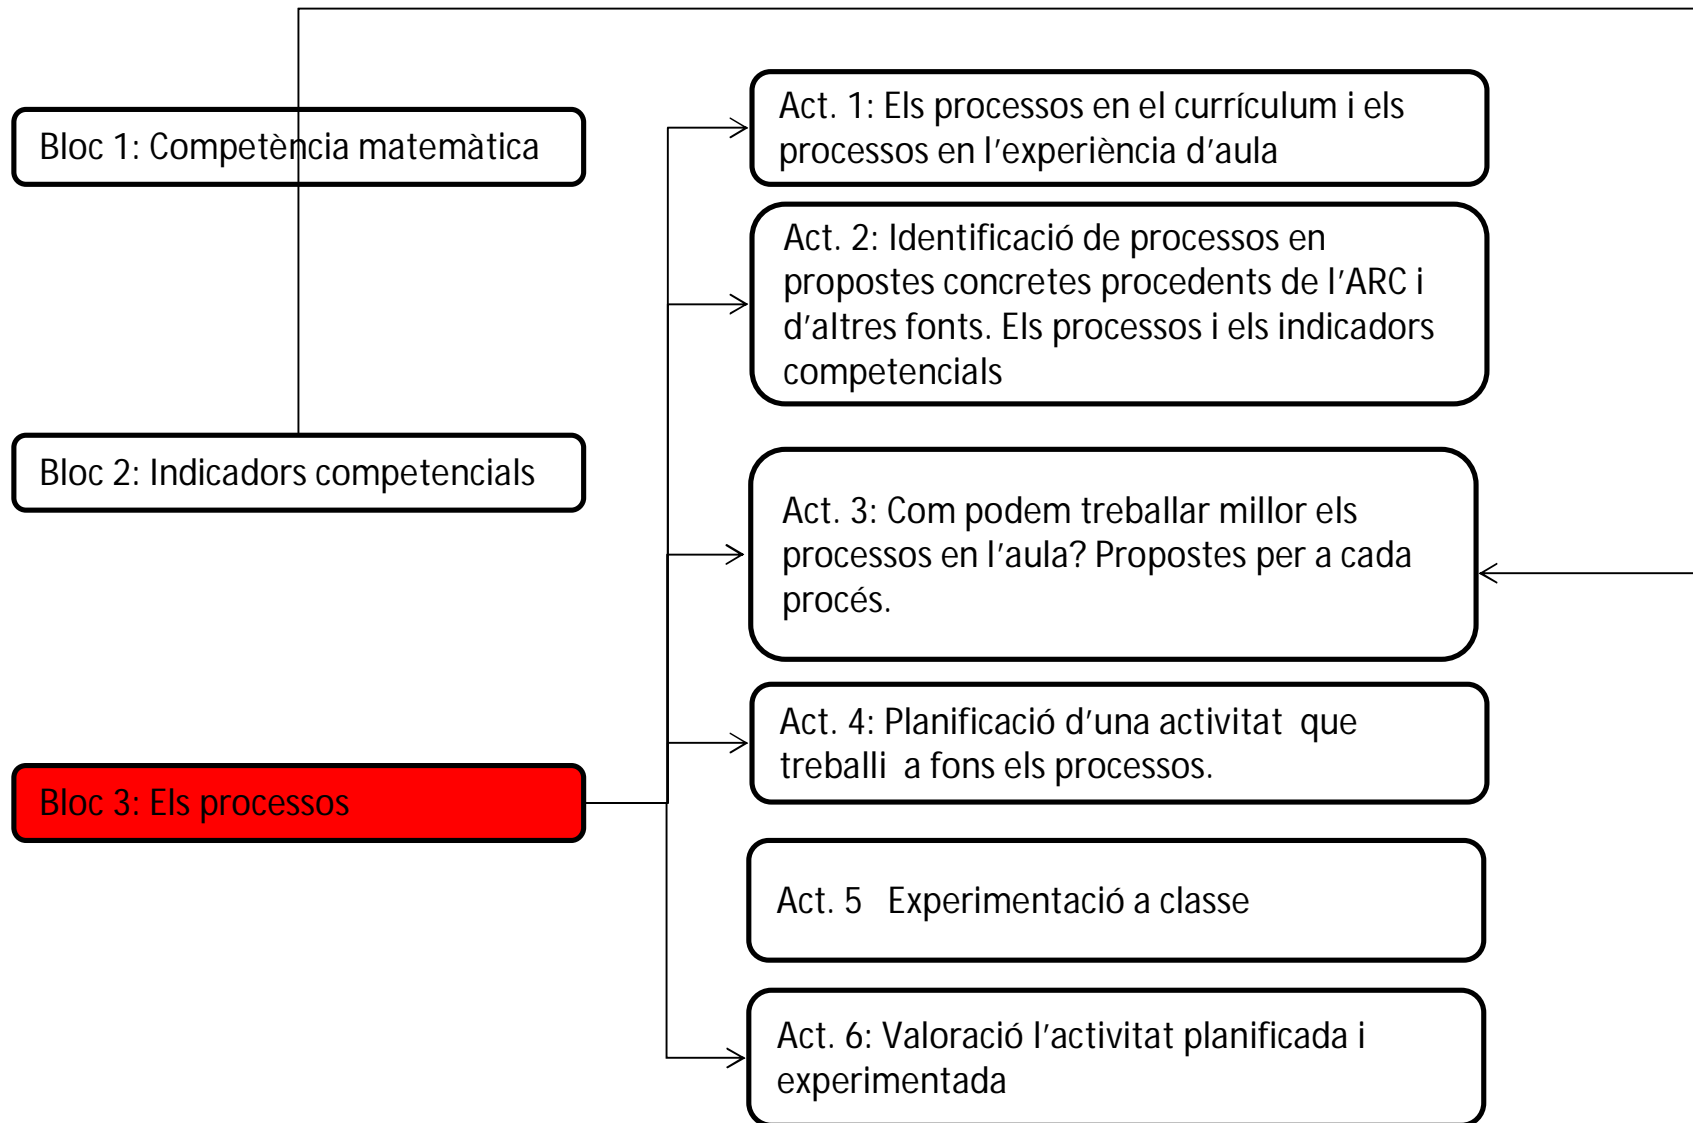 Bloc 1: Competència matemàtica
Bloc 2: Indicadors competencials
Bloc 3: Els processos
Act. 1: Els processos en el currículum i els
processos en l'experiència d'aula
Act. 2: Identificació de processos en
propostes concretes procedents de l'ARC i
d'altres fonts. Els processos i els indicadors
competencials
Act. 3: Com podem treballar millor els
processos en l'aula? Propostes per a cada
procés.
Act. 4: Planificació d'una activitat que
treballi a fons els processos.
Act. 5 Experimentació a classe
Act. 6: Valoració l'activitat planificada i
experimentada